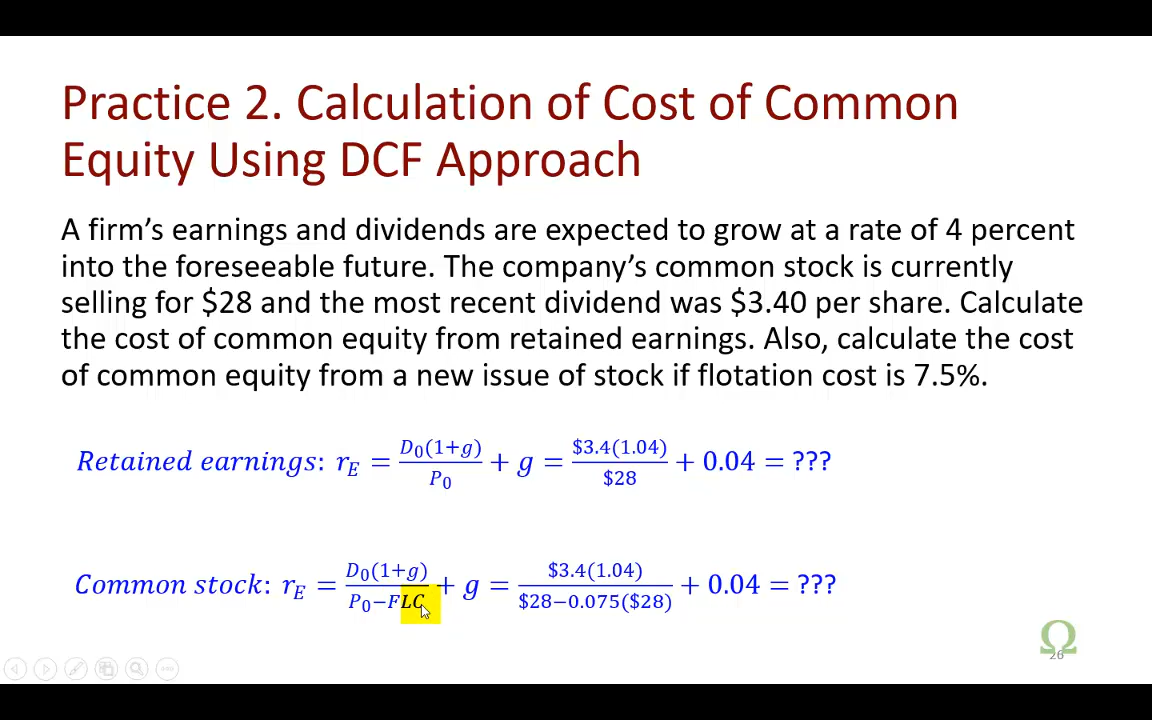 Practice 2. Calculation of Cost of Common
Equity Using DCF Approach
A firm’s earnings and dividends are expected to grow at a rate of 4 percent
into the foreseeable future. The company’s common stock is currently
selling for $28 and the most recent dividend was $3.40 per share. Calculate
the cost of common equity from retained earnings. Also, calculate the cost
of common equity from a new issue of stock if flotation cost is 7.5%.
Retained earnings: r_E = D₀(1+g)/P₀ + g = $3.4(1.04)/$28 + 0.04 = ???
Common stock: r_E = D₀(1+g)/P₀−FLC + g = $3.4(1.04)/$28−0.075($28) + 0.04 = ???
Ω
26